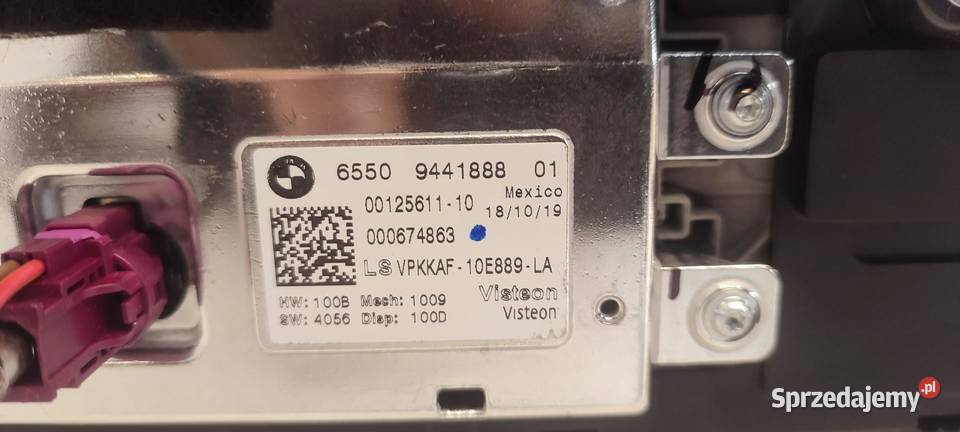 6550 9441888 01
Mexico
00125611-10 18/10/19
000674863
LS VPKKAF-10E889-LA
HW: 100B Mech: 1009 Visteon
SW: 4056 Disp: 100D Visteon
Sprzedajemy.pl